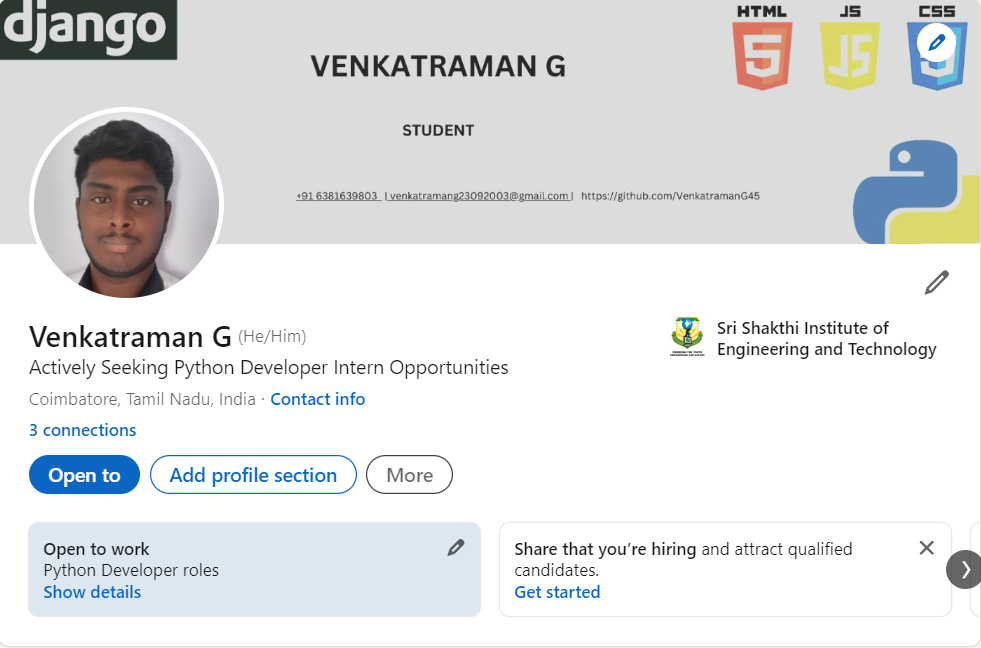 django
HTML JS CSS
5 JS
VENKATRAMAN G
STUDENT
+91 6381639803 | venkatramang23092003@gmail.com | https://github.com/VenkatramanG45
Venkatraman G (He/Him)
Actively Seeking Python Developer Intern Opportunities
Coimbatore, Tamil Nadu, India · Contact info
3 connections
Sri Shakthi Institute of
Engineering and Technology
Open to
Add profile section
More
Open to work
Python Developer roles
Show details
Share that you’re hiring and attract qualified
candidates.
Get started